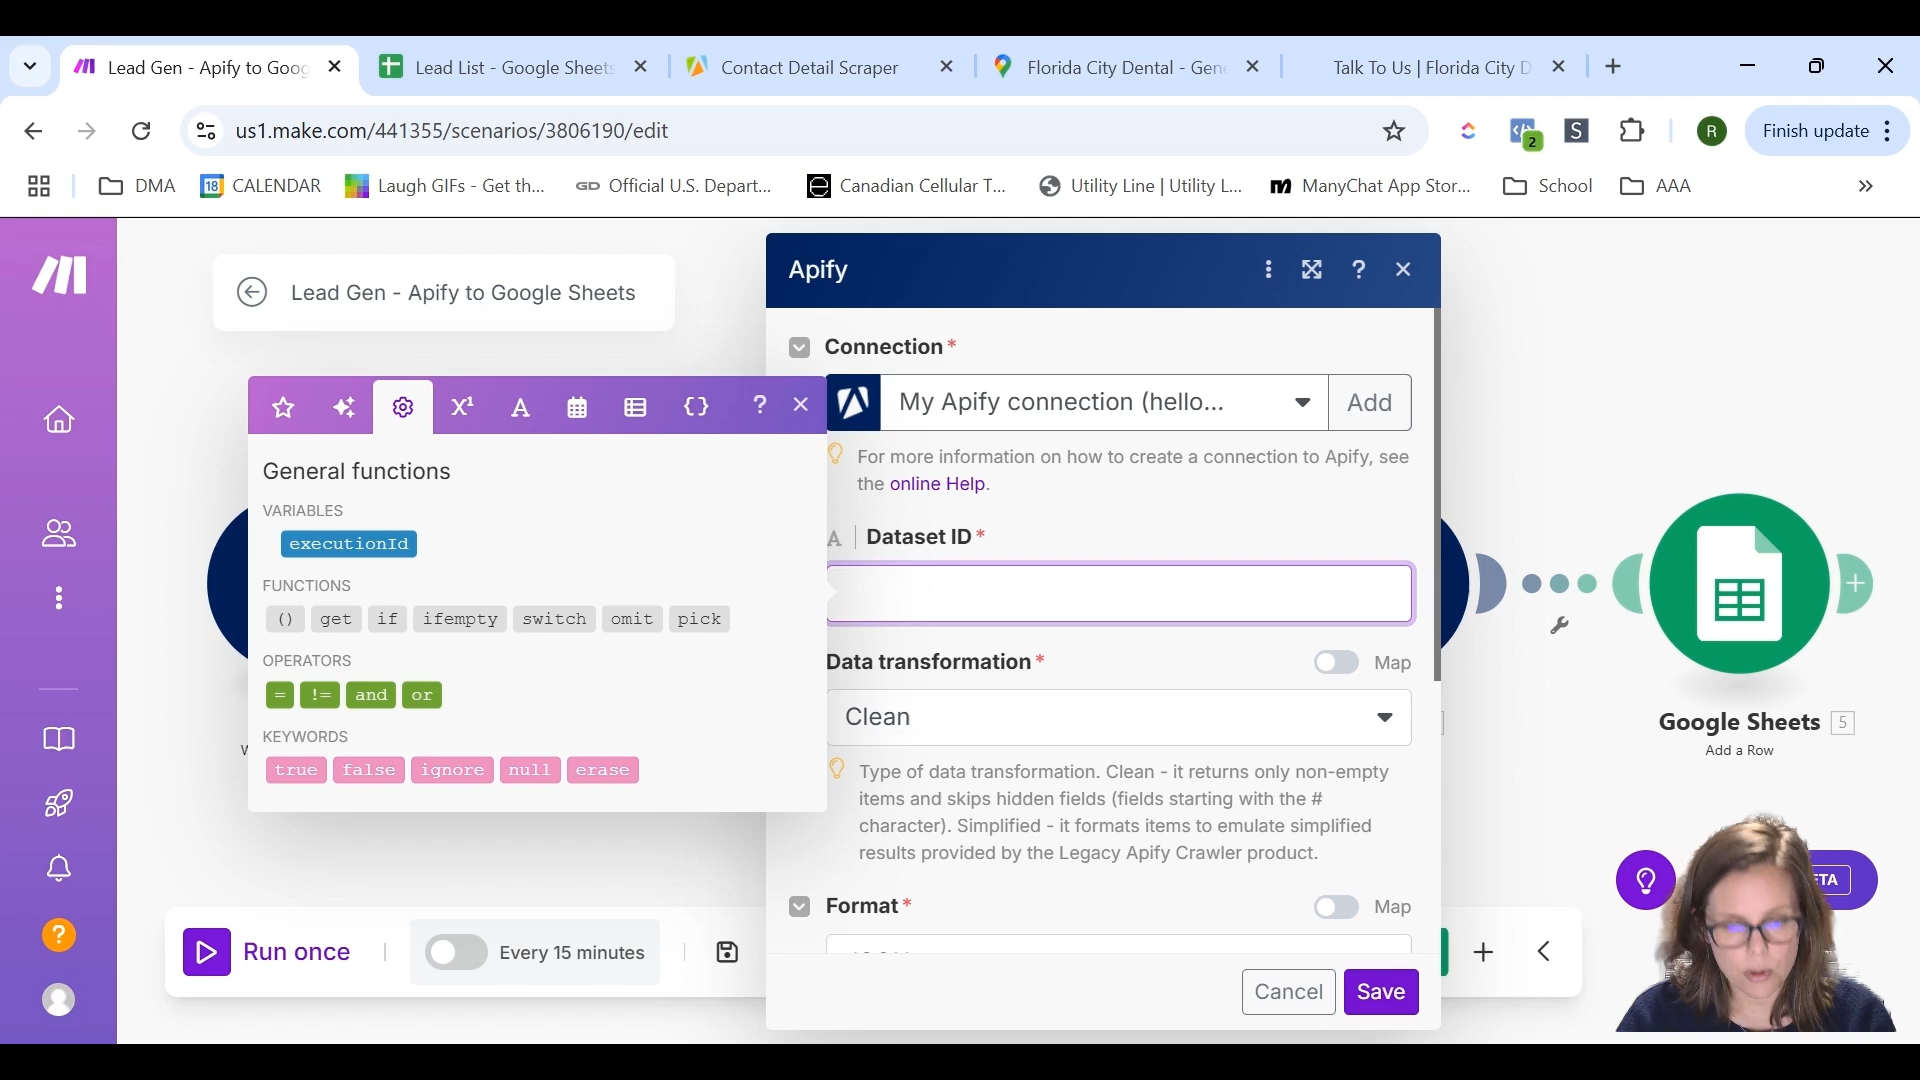 Lead Gen - Apify to Goog
Lead List - Google Sheets
Contact Detail Scraper
Florida City Dental - Gene
Talk To Us | Florida City D
us1.make.com/441355/scenarios/3806190/edit
2
S
R
Finish update
DMA
18
CALENDAR
Laugh GIFs - Get th...
GD
Official U.S. Depart...
Canadian Cellular T...
Utility Line | Utility L...
ManyChat App Stor...
School
AAA
Lead Gen - Apify to Google Sheets
Apify
?
Connection *
My Apify connection (hello...
Add
For more information on how to create a connection to Apify, see
the online Help.
A
Dataset ID *
Data transformation *
Map
Clean
Type of data transformation. Clean - it returns only non-empty
items and skips hidden fields (fields starting with the #
character). Simplified - it formats items to emulate simplified
results provided by the Legacy Apify Crawler product.
Format *
Map
Cancel
Save
X¹
A
{}
?
General functions
VARIABLES
executionId
FUNCTIONS
() get if ifempty switch omit pick
OPERATORS
= != and or
KEYWORDS
true false ignore null erase
Google Sheets 5
Add a Row
Run once
Every 15 minutes
?